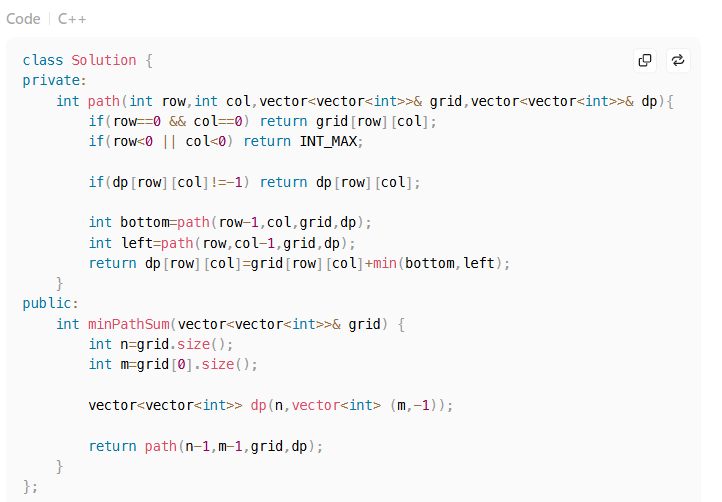 Code | C++
class Solution {
private:
    int path(int row,int col,vector<vector<int>>& grid,vector<vector<int>>& dp){
        if(row==0 && col==0) return grid[row][col];
        if(row<0 || col<0) return INT_MAX;

        if(dp[row][col]!=-1) return dp[row][col];

        int bottom=path(row-1,col,grid,dp);
        int left=path(row,col-1,grid,dp);
        return dp[row][col]=grid[row][col]+min(bottom,left);
    }
public:
    int minPathSum(vector<vector<int>>& grid) {
        int n=grid.size();
        int m=grid[0].size();

        vector<vector<int>> dp(n,vector<int> (m,-1));

        return path(n-1,m-1,grid,dp);
    }
};